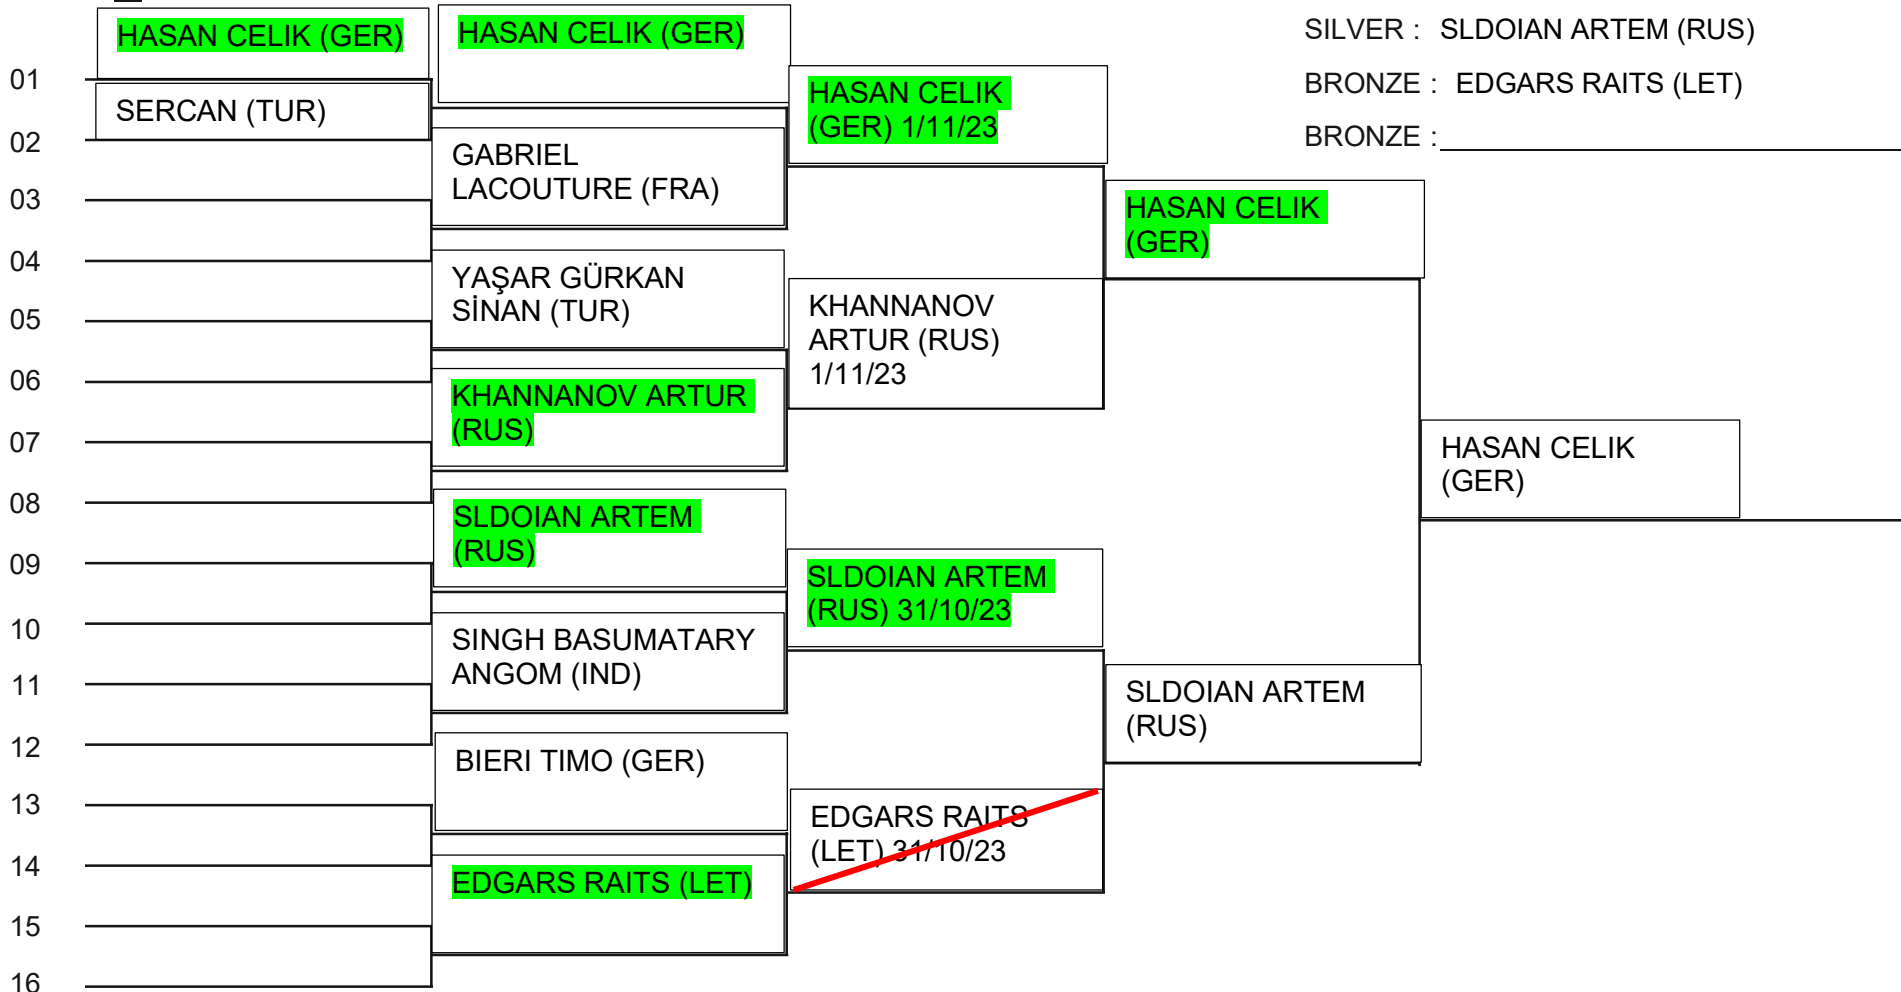 HASAN CELIK (GER)
SERCAN (TUR)
01
02
03
04
05
06
07
08
09
10
11
12
13
14
15
16
HASAN CELIK (GER)
GABRIEL
LACOUTURE (FRA)
YAŞAR GÜRKAN
SİNAN (TUR)
KHANNANOV ARTUR
(RUS)
SLDOIAN ARTEM
(RUS)
SINGH BASUMATARY
ANGOM (IND)
BIERI TIMO (GER)
EDGARS RAITS (LET)
HASAN CELIK
(GER) 1/11/23
KHANNANOV
ARTUR (RUS)
1/11/23
SLDOIAN ARTEM
(RUS) 31/10/23
EDGARS RAITS
(LET) 31/10/23
HASAN CELIK
(GER)
SLDOIAN ARTEM
(RUS)
HASAN CELIK
(GER)
SILVER : SLDOIAN ARTEM (RUS)
BRONZE : EDGARS RAITS (LET)
BRONZE :